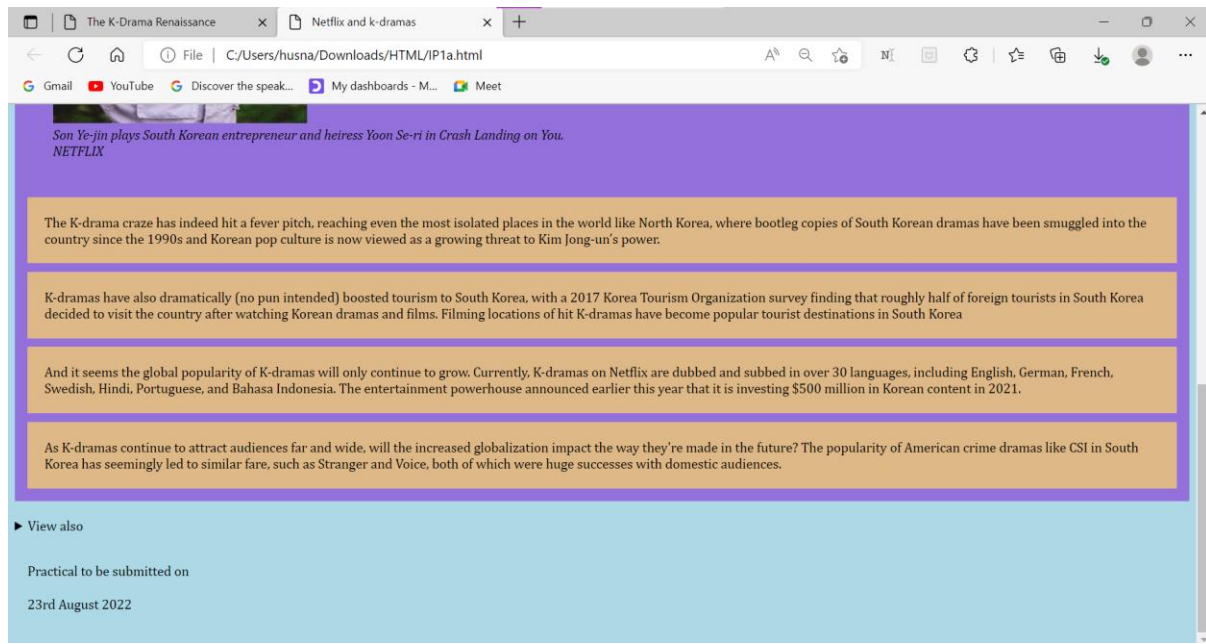 The K-Drama Renaissance
Netflix and k-dramas
File | C:/Users/husna/Downloads/HTML/IP1a.html
Gmail YouTube Discover the speak... My dashboards - M... Meet
Son Ye-jin plays South Korean entrepreneur and heiress Yoon Se-ri in Crash Landing on You.
NETFLIX
The K-drama craze has indeed hit a fever pitch, reaching even the most isolated places in the world like North Korea, where bootleg copies of South Korean dramas have been smuggled into the
country since the 1990s and Korean pop culture is now viewed as a growing threat to Kim Jong-un’s power.
K-dramas have also dramatically (no pun intended) boosted tourism to South Korea, with a 2017 Korea Tourism Organization survey finding that roughly half of foreign tourists in South Korea
decided to visit the country after watching Korean dramas and films. Filming locations of hit K-dramas have become popular tourist destinations in South Korea
And it seems the global popularity of K-dramas will only continue to grow. Currently, K-dramas on Netflix are dubbed and subbed in over 30 languages, including English, German, French,
Swedish, Hindi, Portuguese, and Bahasa Indonesia. The entertainment powerhouse announced earlier this year that it is investing $500 million in Korean content in 2021.
As K-dramas continue to attract audiences far and wide, will the increased globalization impact the way they’re made in the future? The popularity of American crime dramas like CSI in South
Korea has seemingly led to similar fare, such as Stranger and Voice, both of which were huge successes with domestic audiences.
View also
Practical to be submitted on
23rd August 2022